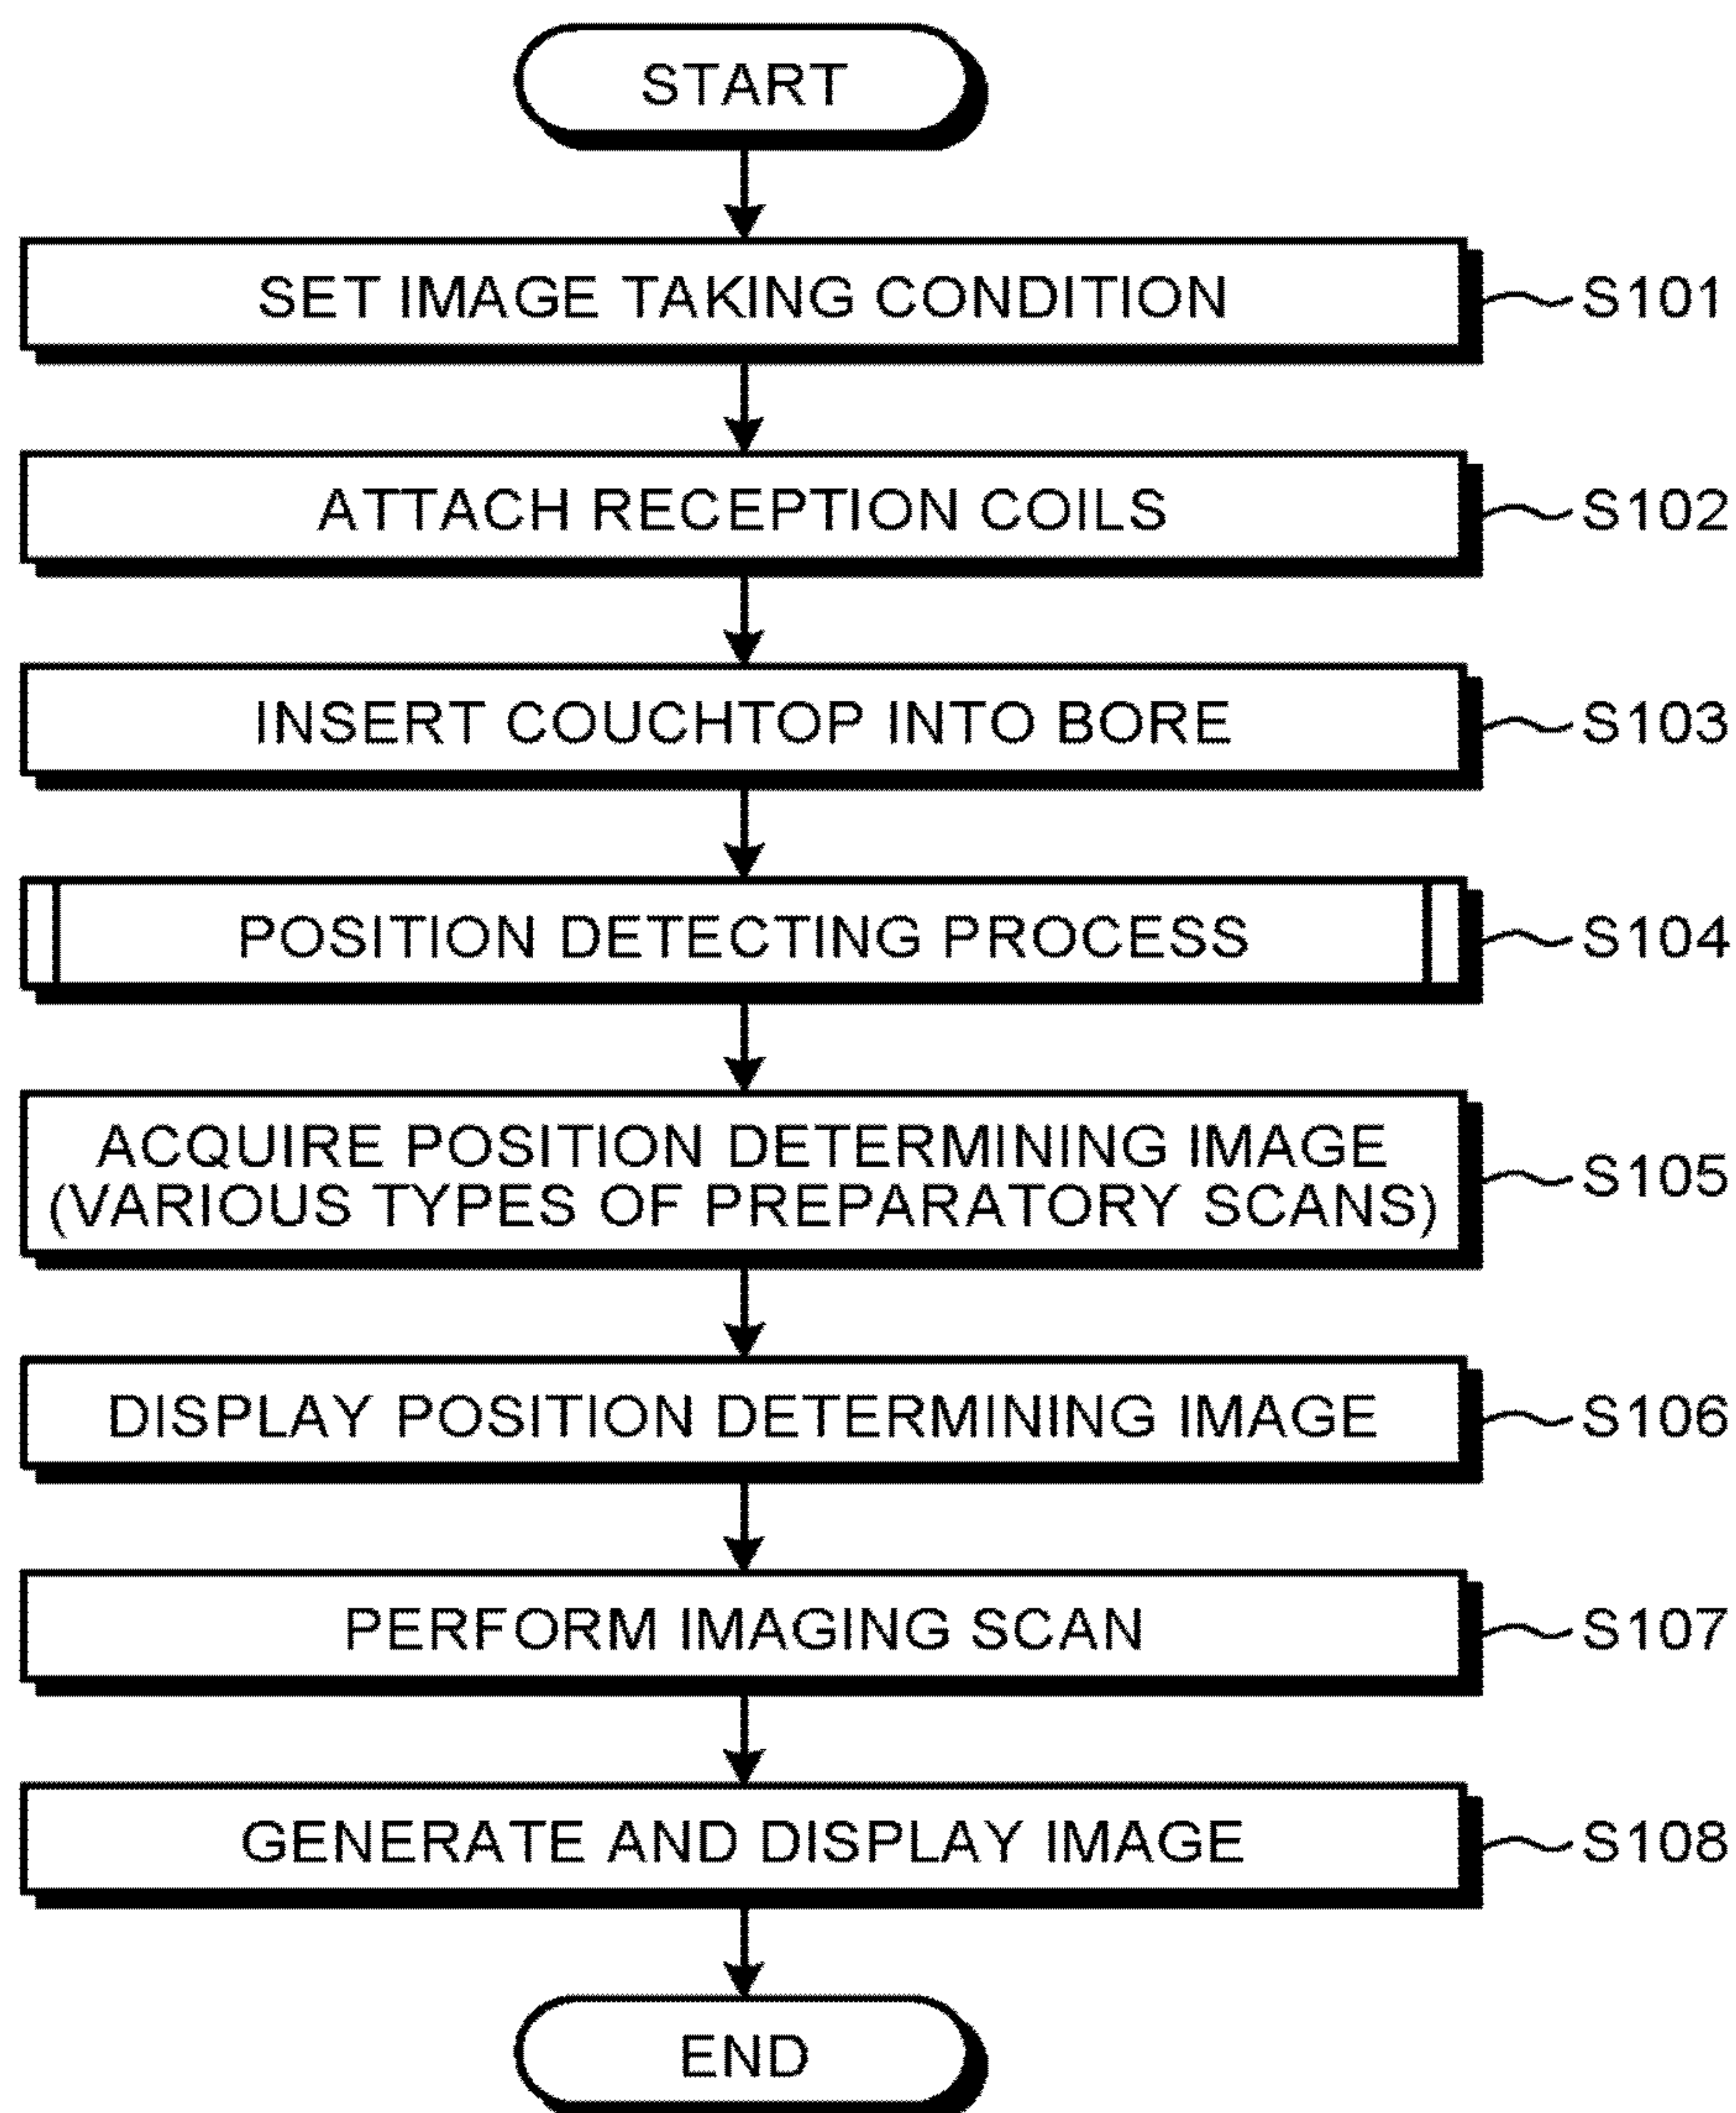 START
SET IMAGE TAKING CONDITION
S101
ATTACH RECEPTION COILS
S102
INSERT COUCHTOP INTO BORE
S103
POSITION DETECTING PROCESS
S104
ACQUIRE POSITION DETERMINING IMAGE
(VARIOUS TYPES OF PREPARATORY SCANS)
S105
DISPLAY POSITION DETERMINING IMAGE
S106
PERFORM IMAGING SCAN
S107
GENERATE AND DISPLAY IMAGE
S108
END